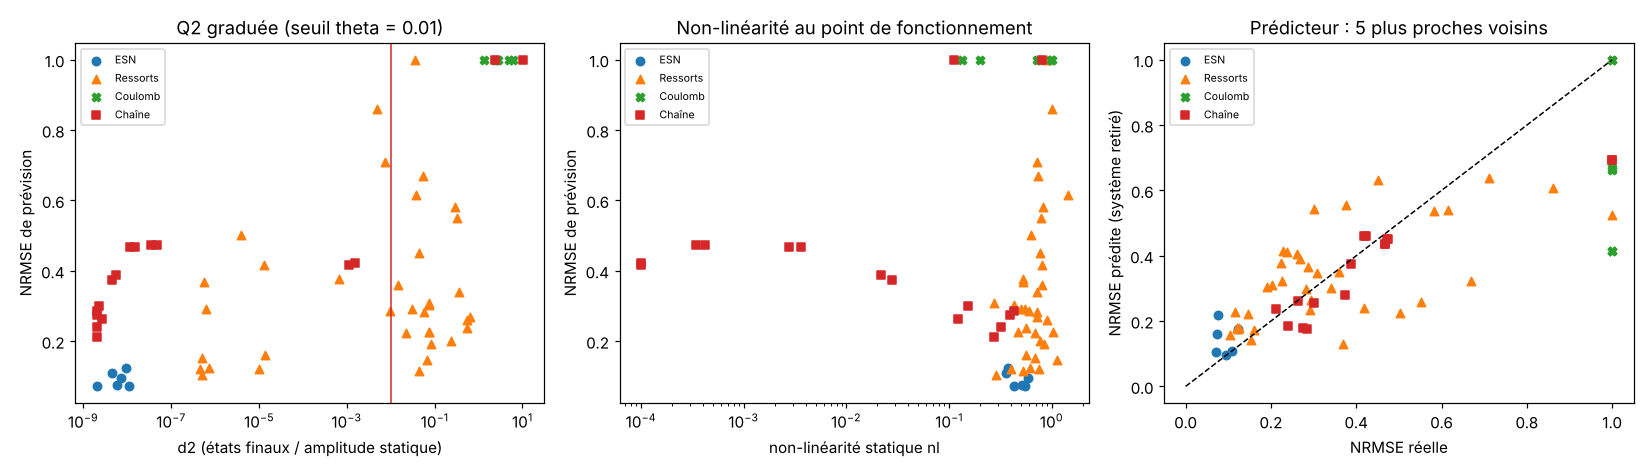 Q2 graduée (seuil theta = 0.01)
ESN
Ressorts
Coulomb
Chaîne
1.0
0.8
0.6
0.4
0.2
NRMSE de prévision
10⁻⁹
10⁻⁷
10⁻⁵
10⁻³
10⁻¹
10¹
d2 (états finaux / amplitude statique)
Non-linéarité au point de fonctionnement
ESN
Ressorts
Coulomb
Chaîne
1.0
0.8
0.6
0.4
0.2
NRMSE de prévision
10⁻⁴
10⁻³
10⁻²
10⁻¹
10⁰
non-linéarité statique nl
Prédicteur : 5 plus proches voisins
ESN
Ressorts
Coulomb
Chaîne
1.0
0.8
0.6
0.4
0.2
0.0
NRMSE prédite (système retiré)
0.0
0.2
0.4
0.6
0.8
1.0
NRMSE réelle